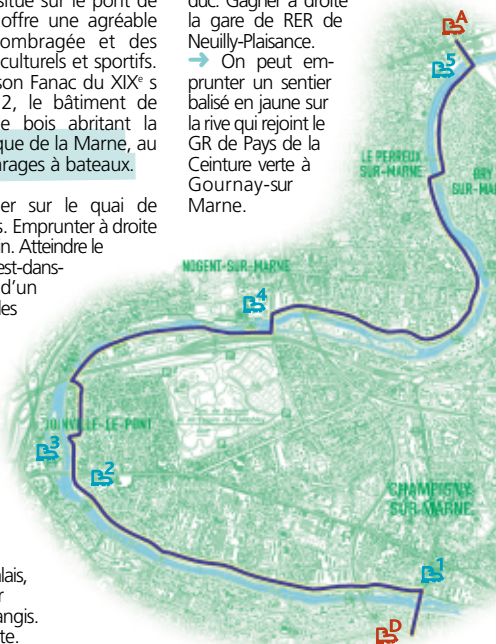 situé sur le pont de
offre une agréable
ombragée et des
culturels et sportifs.
son Fanac du XIXᵉ s
2, le bâtiment de
e bois abritant la
que de la Marne, au
arages à bateaux.
er sur le quai de
s. Emprunter à droite
in. Atteindre le
est-dans-
d’un
les
lais,
r
angis.
te.
duc. Gagner à droite
la gare de RER de
Neuilly-Plaisance.
➔ On peut em-
prunter un sentier
balisé en jaune sur
la rive qui rejoint le
GR de Pays de la
Ceinture verte à
Gournay-sur
Marne.
A
5
LE PERREUX
SUR-MARNE
BRY
SUR-MA
NOGENT-SUR-MARNE
4
JOINVILLE-LE-PONT
3
2
CHAMPIGNY
SUR-MARNE
1
D